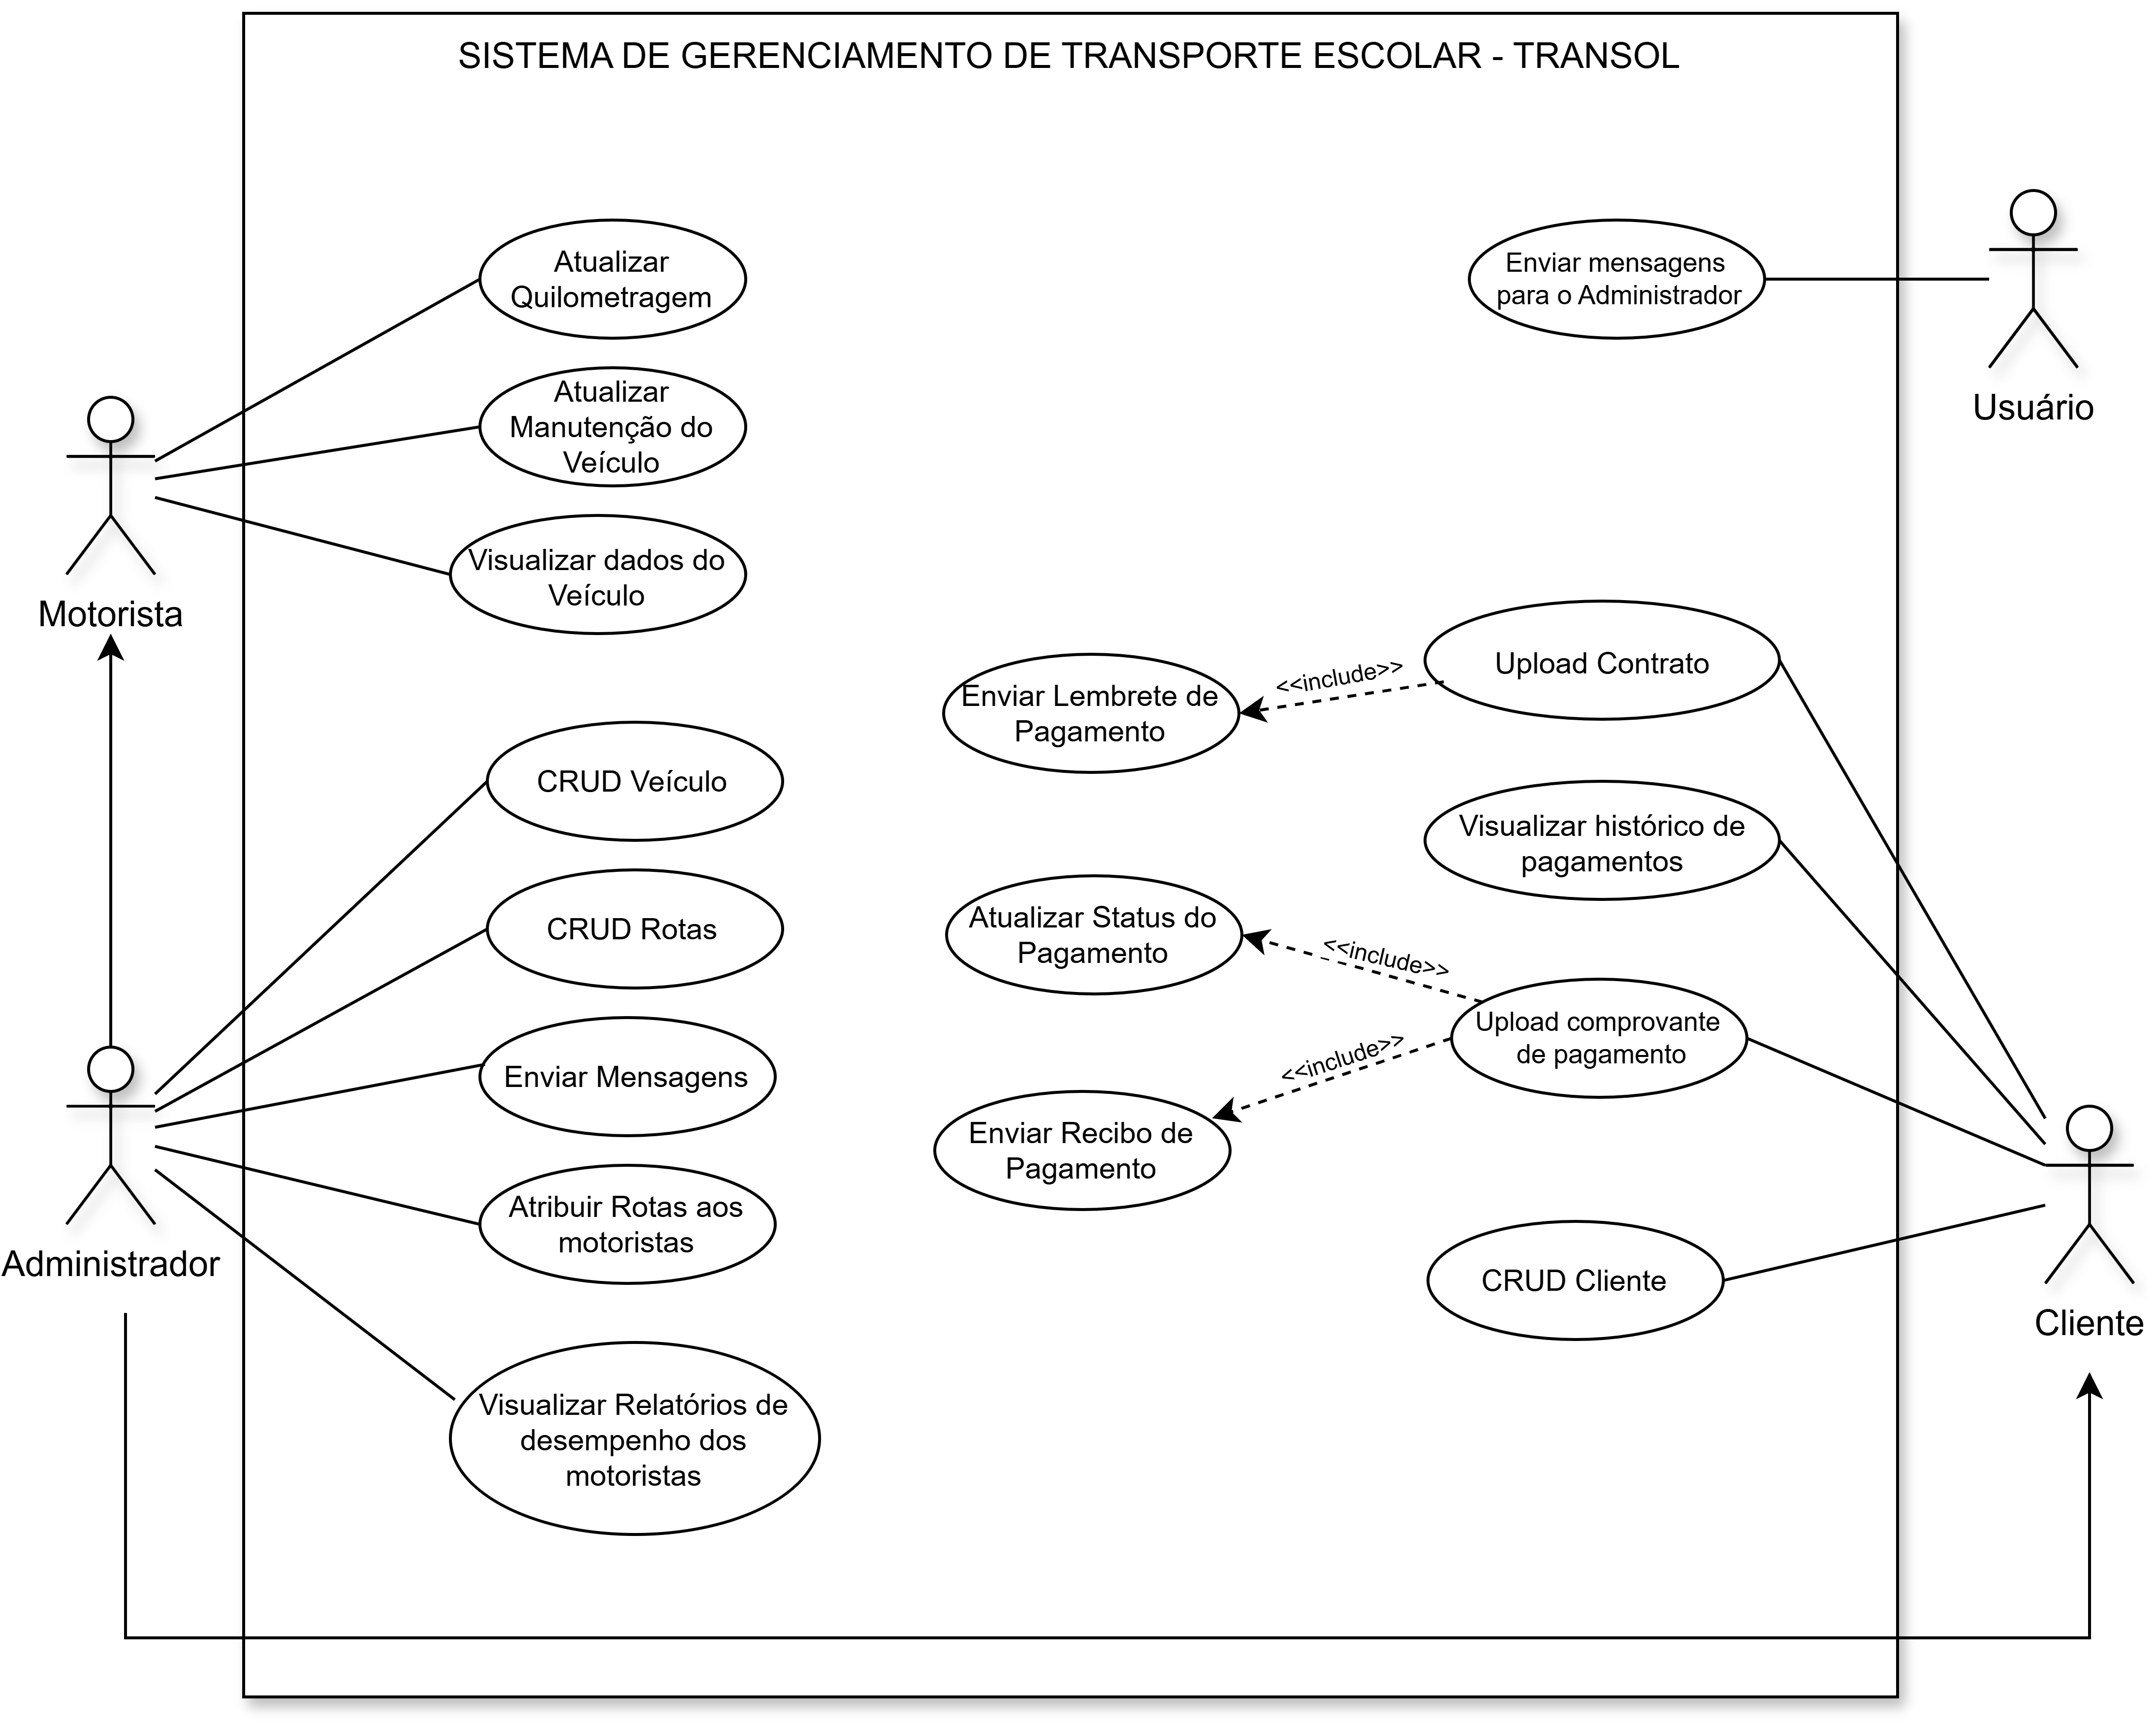 SISTEMA DE GERENCIAMENTO DE TRANSPORTE ESCOLAR - TRANSOL
Atualizar
Quilometragem
Enviar mensagens
para o Administrador
Usuário
Atualizar
Manutenção do
Veículo
Visualizar dados do
Veículo
Motorista
Upload Contrato
<<include>>
Enviar Lembrete de
Pagamento
CRUD Veículo
Visualizar histórico de
pagamentos
CRUD Rotas
Atualizar Status do
Pagamento
<<include>>
Upload comprovante
de pagamento
<<include>>
Enviar Mensagens
Enviar Recibo de
Pagamento
Atribuir Rotas aos
motoristas
Administrador
CRUD Cliente
Cliente
Visualizar Relatórios de
desempenho dos
motoristas